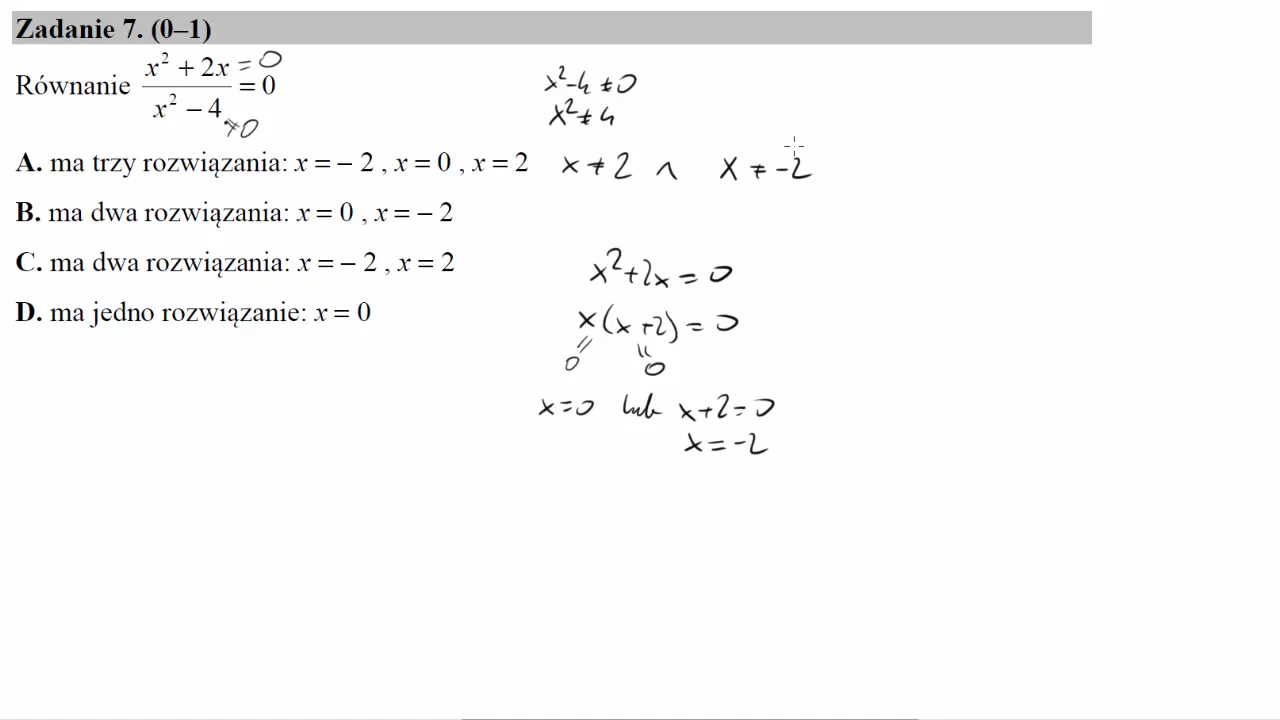 Zadanie 7. (0–1)
Równanie (x² + 2x)/(x² − 4) = 0
= 0
≠0
A. ma trzy rozwiązania: x = − 2 , x = 0 , x = 2
B. ma dwa rozwiązania: x = 0 , x = − 2
C. ma dwa rozwiązania: x = − 2 , x = 2
D. ma jedno rozwiązanie: x = 0
x²-4 ≠ 0
x² ≠ 4
x ≠ 2 ∧ x ≠ -2
x²+2x = 0
x(x+2) = 0
= =
0 0
x=0 lub x+2=0
x=-2